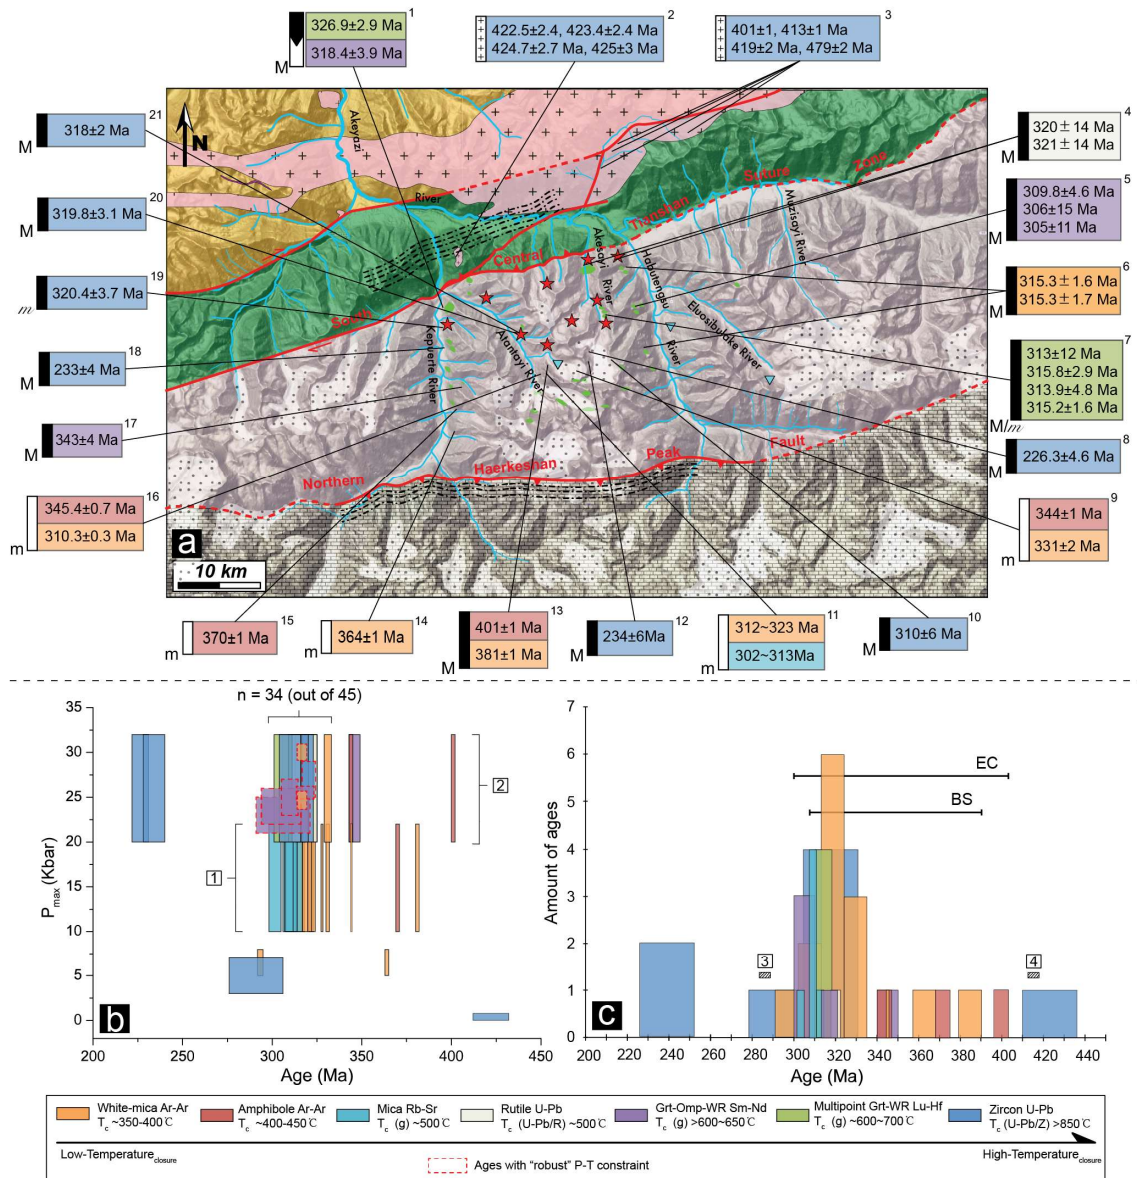 1
326.9±2.9 Ma
318.4±3.9 Ma
M
2
422.5±2.4, 423.4±2.4 Ma
424.7±2.7 Ma, 425±3 Ma
3
401±1, 413±1 Ma
419±2 Ma, 479±2 Ma
21
318±2 Ma
M
20
319.8±3.1 Ma
M
19
320.4±3.7 Ma
m
18
233±4 Ma
M
17
343±4 Ma
M
16
345.4±0.7 Ma
310.3±0.3 Ma
m
4
320±14 Ma
321±14 Ma
M
5
309.8±4.6 Ma
306±15 Ma
305±11 Ma
M
6
315.3±1.6 Ma
315.3±1.7 Ma
M
7
313±12 Ma
315.8±2.9 Ma
313.9±4.8 Ma
315.2±1.6 Ma
M/m
8
226.3±4.6 Ma
M
9
344±1 Ma
331±2 Ma
m
N
Akeyazi
River
South Central Tianshan Suture Zone
Akesayi River
Habutengsu River
Muzisayi River
Eluosibulake River
Kepuerte River
Atantayi River
Northern Haerkeshan Peak Fault
a
10 km
15
370±1 Ma
m
14
364±1 Ma
m
13
401±1 Ma
381±1 Ma
M
12
234±6Ma
M
11
312~323 Ma
302~313Ma
m
10
310±6 Ma
M
n = 34 (out of 45)
35
30
25
20
15
10
5
0
Pmax (Kbar)
1
2
b
200 250 300 350 400 450
Age (Ma)
7
6
5
4
3
2
1
0
Amount of ages
EC
BS
3
4
c
200 220 240 260 280 300 320 340 360 380 400 420 440
Age (Ma)
White-mica Ar-Ar
Tc ~350-400℃
Amphibole Ar-Ar
Tc ~400-450℃
Mica Rb-Sr
Tc (g) ~500℃
Rutile U-Pb
Tc (U-Pb/R) ~500℃
Grt-Omp-WR Sm-Nd
Tc (g) >600~650℃
Multipoint Grt-WR Lu-Hf
Tc (g) ~600~700℃
Zircon U-Pb
Tc (U-Pb/Z) >850℃
Low-Temperature closure
High-Temperature closure
Ages with "robust" P-T constraint